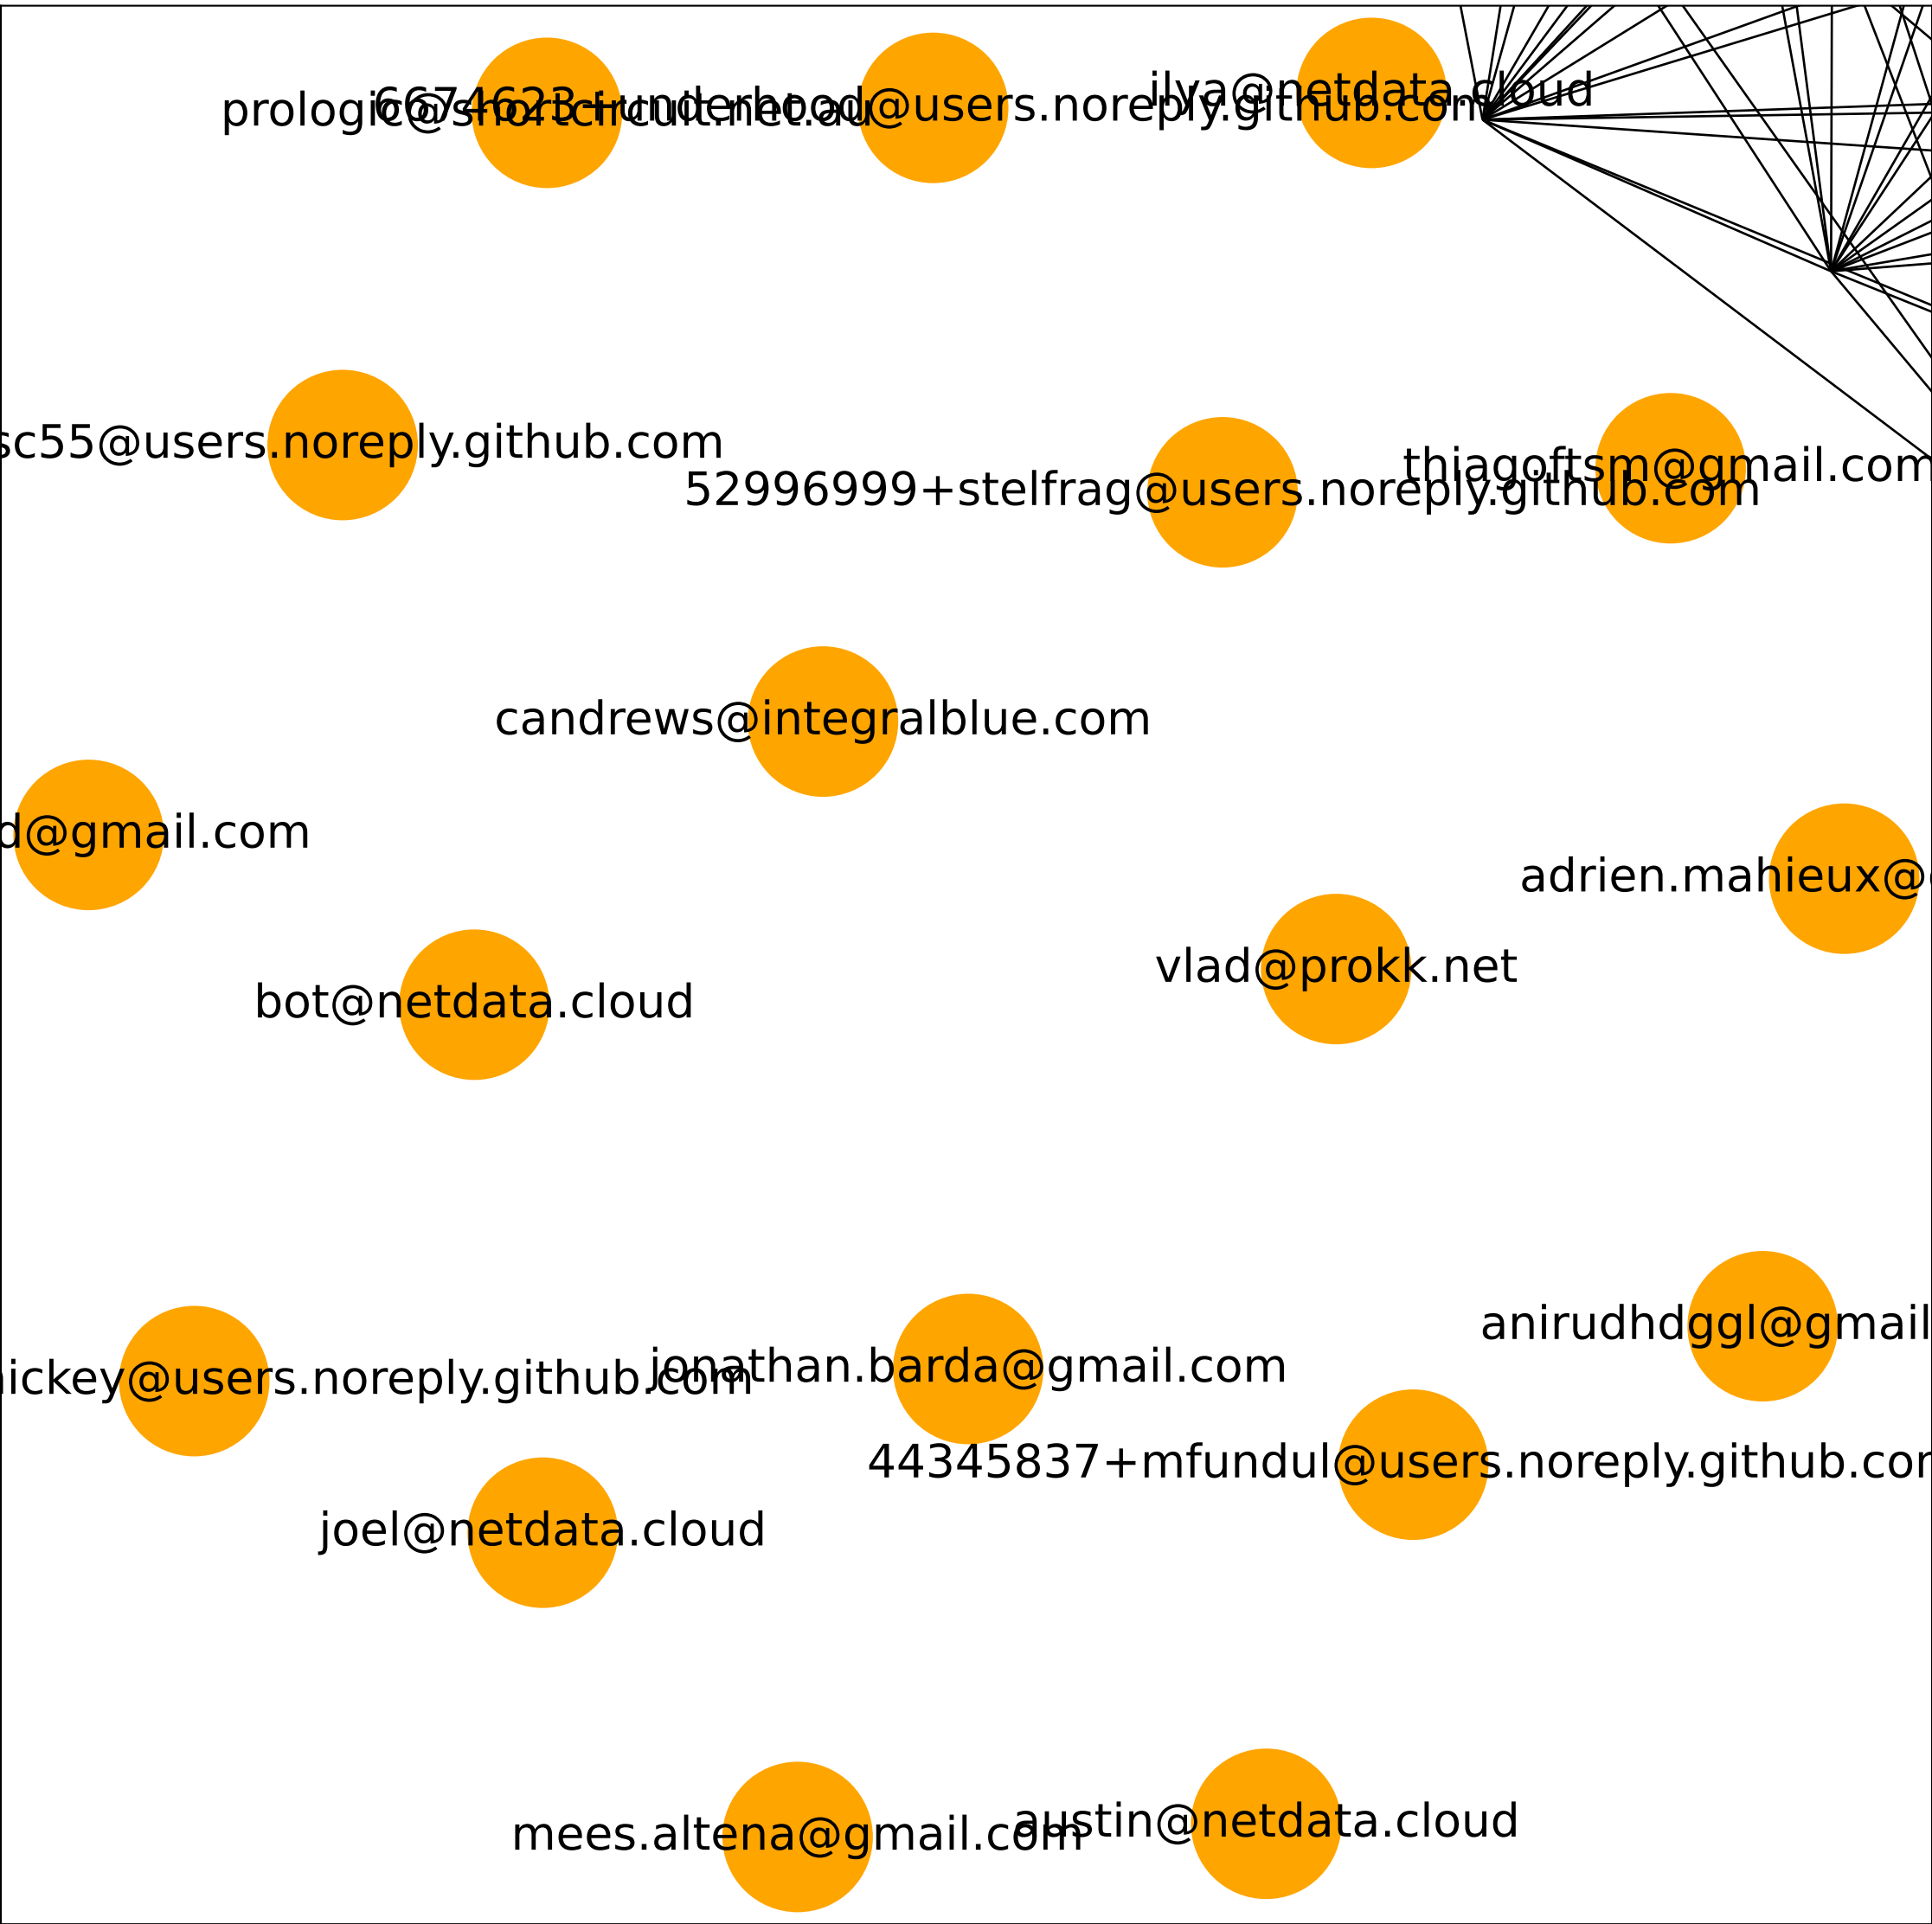 ilya@netdata.cloud
prologic@shortcircuit.net.au
6674623+underhood@users.noreply.github.com
sc55@users.noreply.github.com
thiagoftsm@gmail.com
52996999+stelfrag@users.noreply.github.com
candrews@integralblue.com
d@gmail.com
adrien.mahieux@
vlad@prokk.net
bot@netdata.cloud
anirudhdggl@gmail
jonathan.barda@gmail.com
ickey@users.noreply.github.com
44345837+mfundul@users.noreply.github.com
joel@netdata.cloud
austin@netdata.cloud
mees.altena@gmail.com